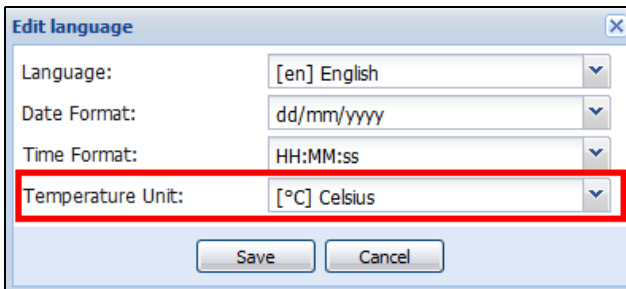 Edit language
Language: [en] English
Date Format: dd/mm/yyyy
Time Format: HH:MM:ss
Temperature Unit: [°C] Celsius
Save Cancel